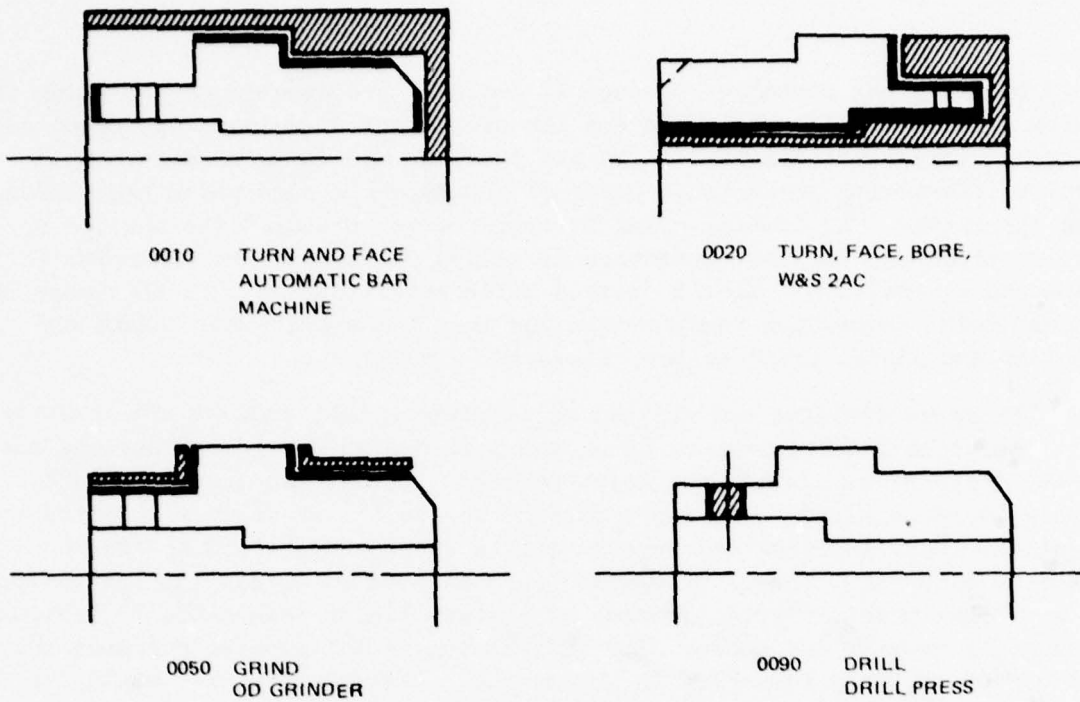 0010 TURN AND FACE
AUTOMATIC BAR
MACHINE
0020 TURN, FACE, BORE,
W&S 2AC
0050 GRIND
OD GRINDER
0090 DRILL
DRILL PRESS